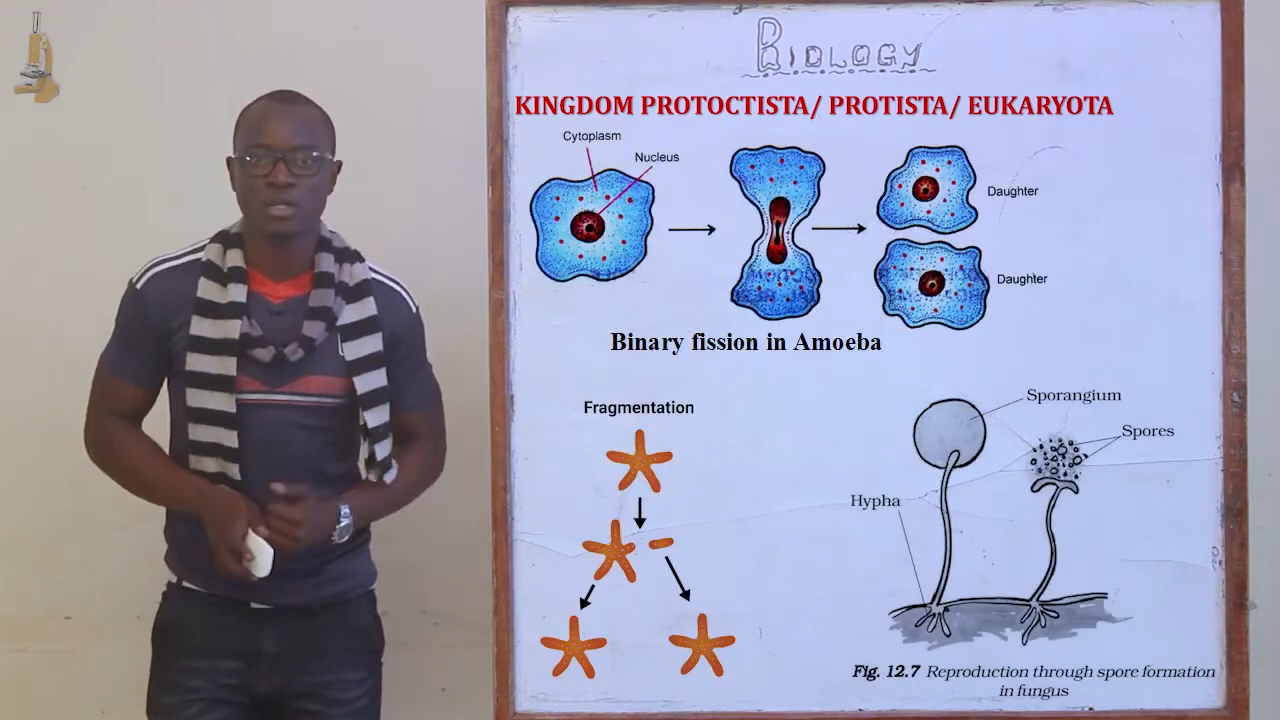 BIOLOGY
KINGDOM PROTOCTISTA/ PROTISTA/ EUKARYOTA
Cytoplasm
Nucleus
Daughter
Daughter
Binary fission in Amoeba
Fragmentation
Sporangium
Spores
Hypha
Fig. 12.7 Reproduction through spore formation
in fungus